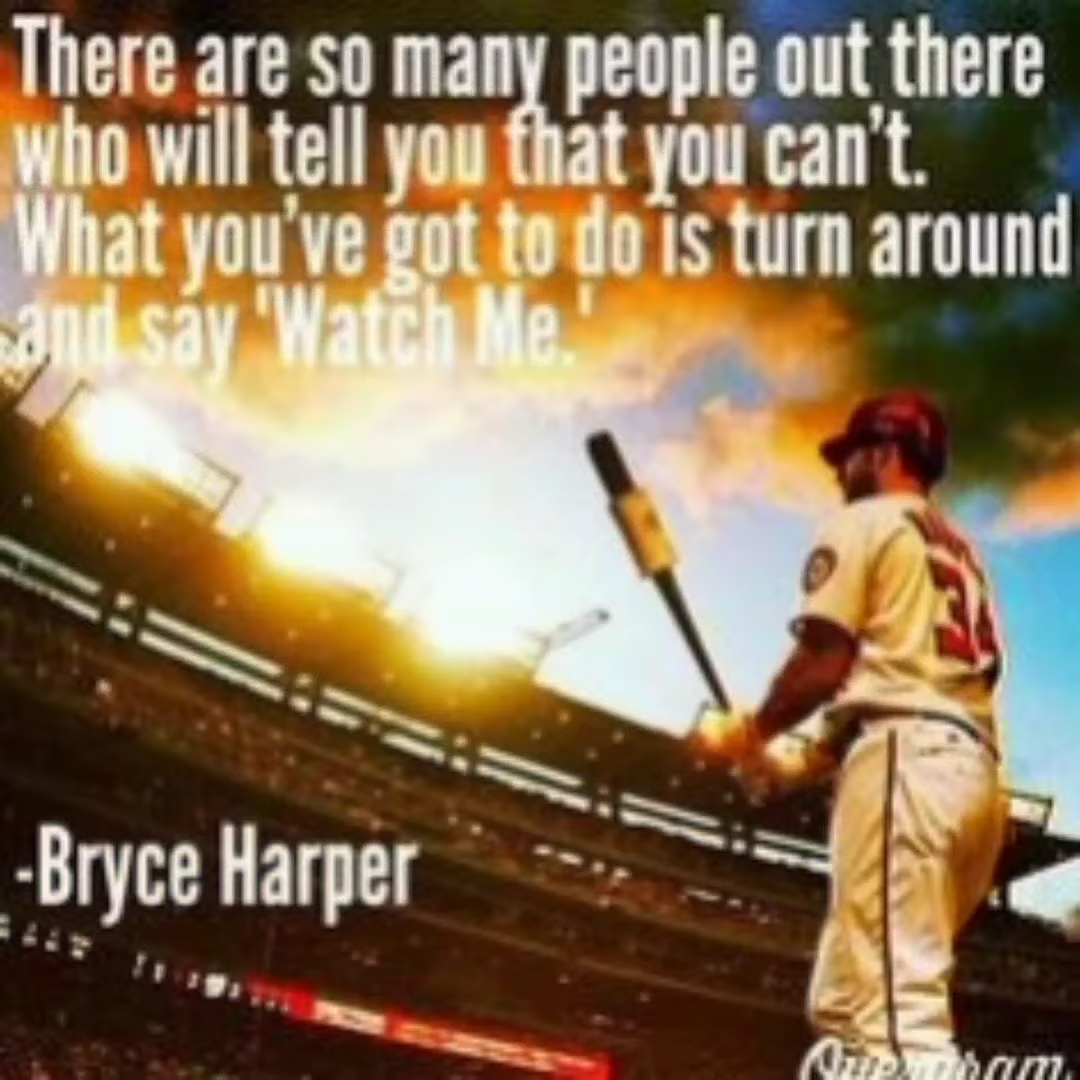 There are so many people out there
who will tell you that you can't.
What you've got to do is turn around
and say 'Watch Me.'
34
-Bryce Harper